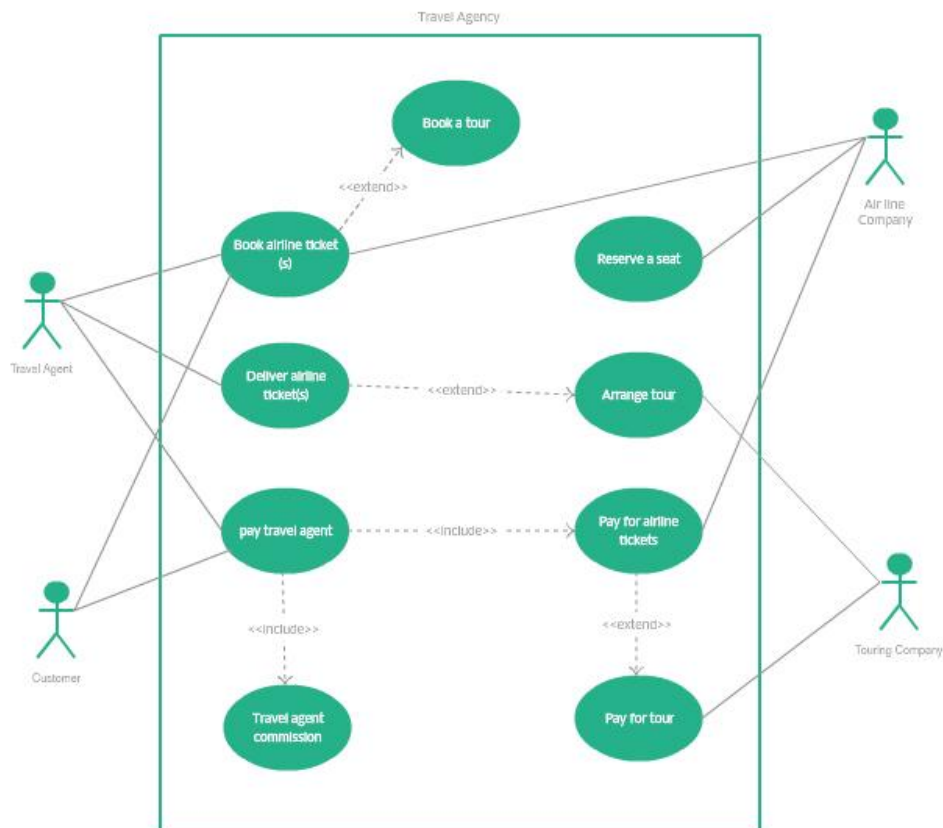 Travel Agency
Book a tour
<<extend>>
Air line
Company
Book airline ticket
(s)
Reserve a seat
Travel Agent
Deliver airline
ticket(s)
<<extend>>
Arrange tour
pay travel agent
<<include>>
Pay for airline
tickets
<<include>>
<<extend>>
Customer
Touring Company
Travel agent
commission
Pay for tour